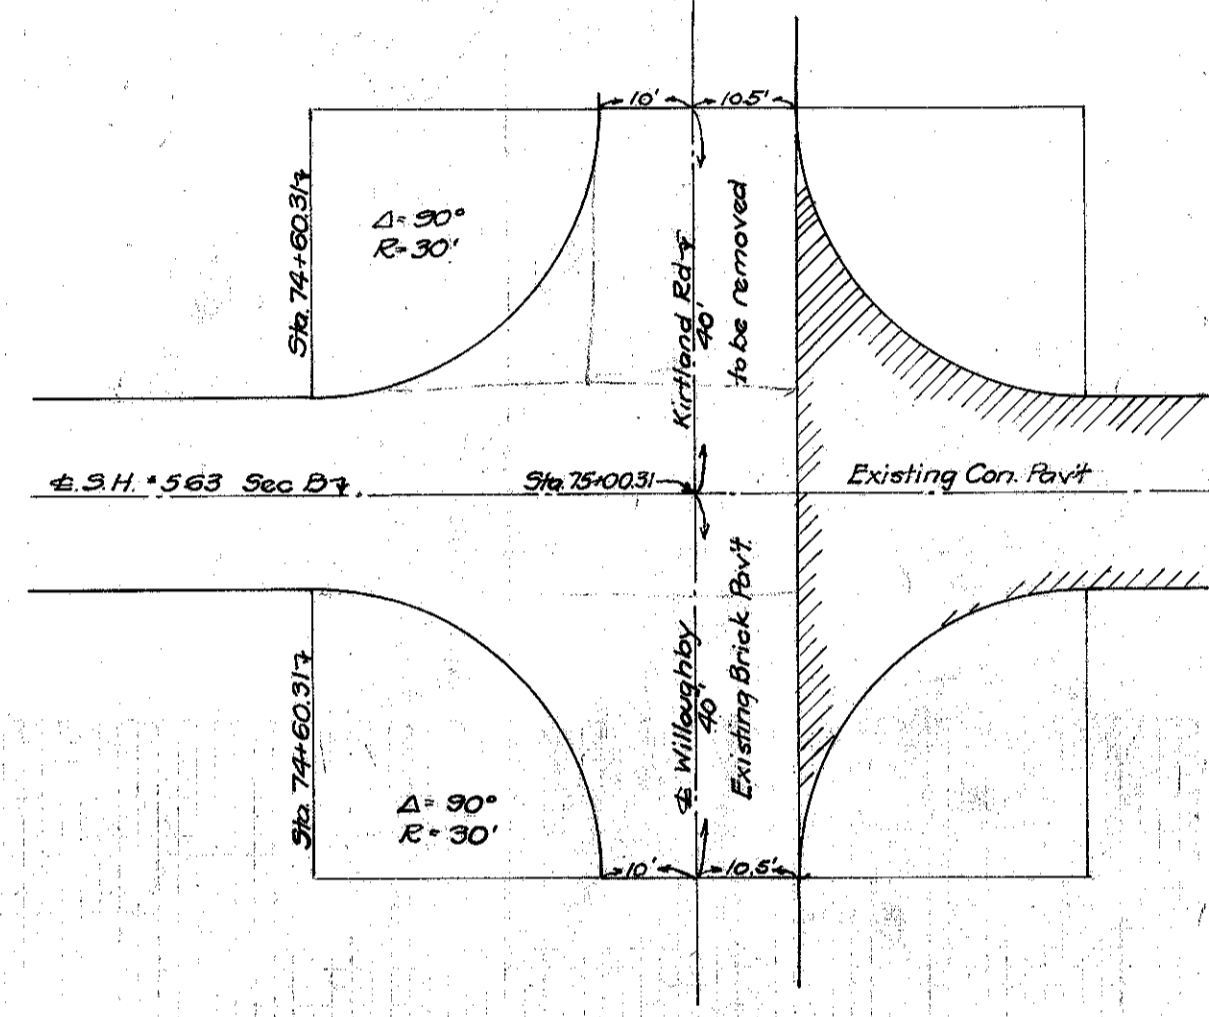 10'
10.5'
Sta. 74+60.31
Δ = 90°
R = 30'
Kirtland Rd
40'
to be removed
℄ S.H. #563 Sec B
Sta. 75+00.31
Existing Con. Pav't
℄ Willoughby
40'
Existing Brick Pav't.
Sta. 74+60.31
Δ = 90°
R = 30'
10'
10.5'